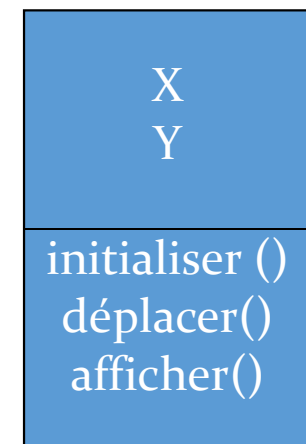 X
Y
initialiser ()
déplacer()
afficher()